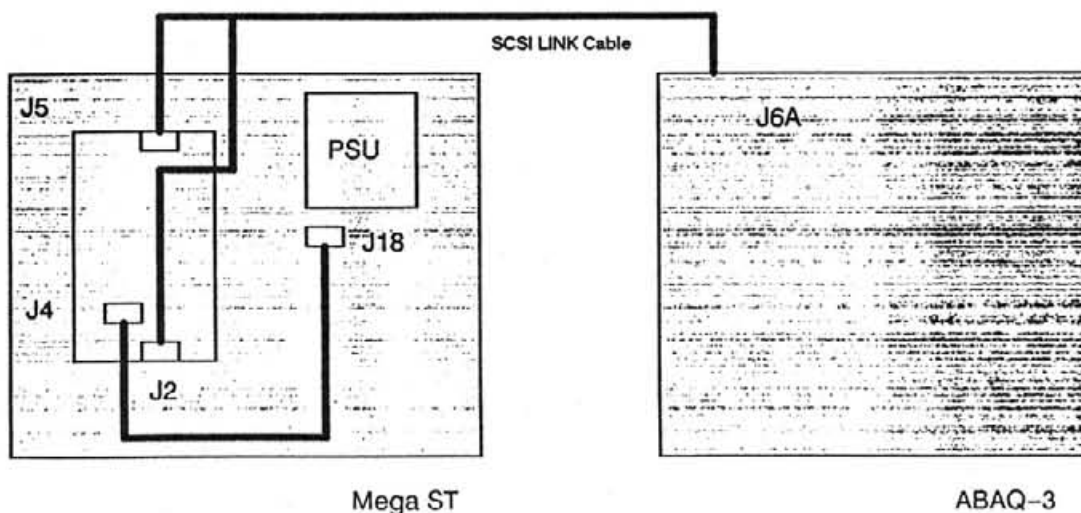 SCSI LINK Cable
J5
PSU
J6A
J18
J4
J2
Mega ST
ABAQ-3